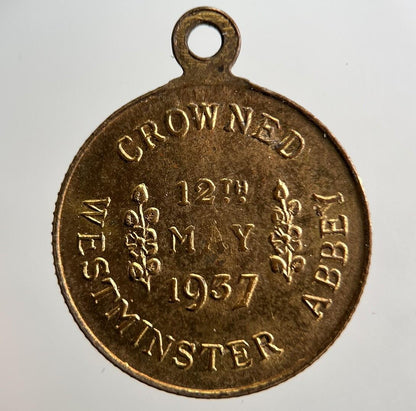 CROWNED
12TH
MAY
1937
WESTMINSTER ABBEY